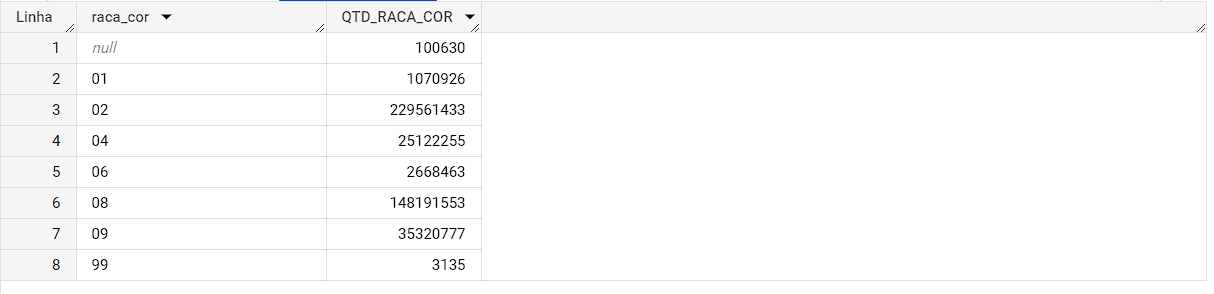 Linha raca_cor QTD_RACA_COR
1 null 100630
2 01 1070926
3 02 229561433
4 04 25122255
5 06 2668463
6 08 148191553
7 09 35320777
8 99 3135